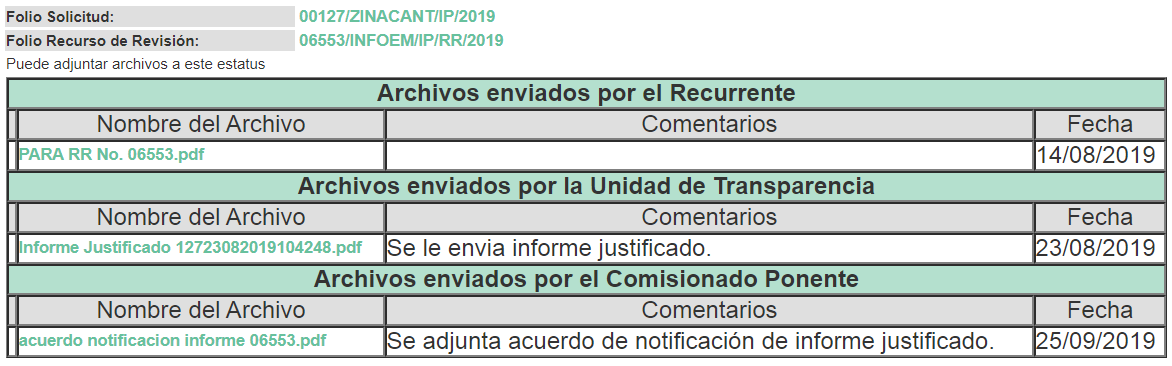 Folio Solicitud: 00127/ZINACANT/IP/2019
Folio Recurso de Revisión: 06553/INFOEM/IP/RR/2019
Puede adjuntar archivos a este estatus
Archivos enviados por el Recurrente
Nombre del Archivo Comentarios Fecha
PARA RR No. 06553.pdf 14/08/2019
Archivos enviados por la Unidad de Transparencia
Nombre del Archivo Comentarios Fecha
Informe Justificado 12723082019104248.pdf Se le envia informe justificado. 23/08/2019
Archivos enviados por el Comisionado Ponente
Nombre del Archivo Comentarios Fecha
acuerdo notificacion informe 06553.pdf Se adjunta acuerdo de notificación de informe justificado. 25/09/2019